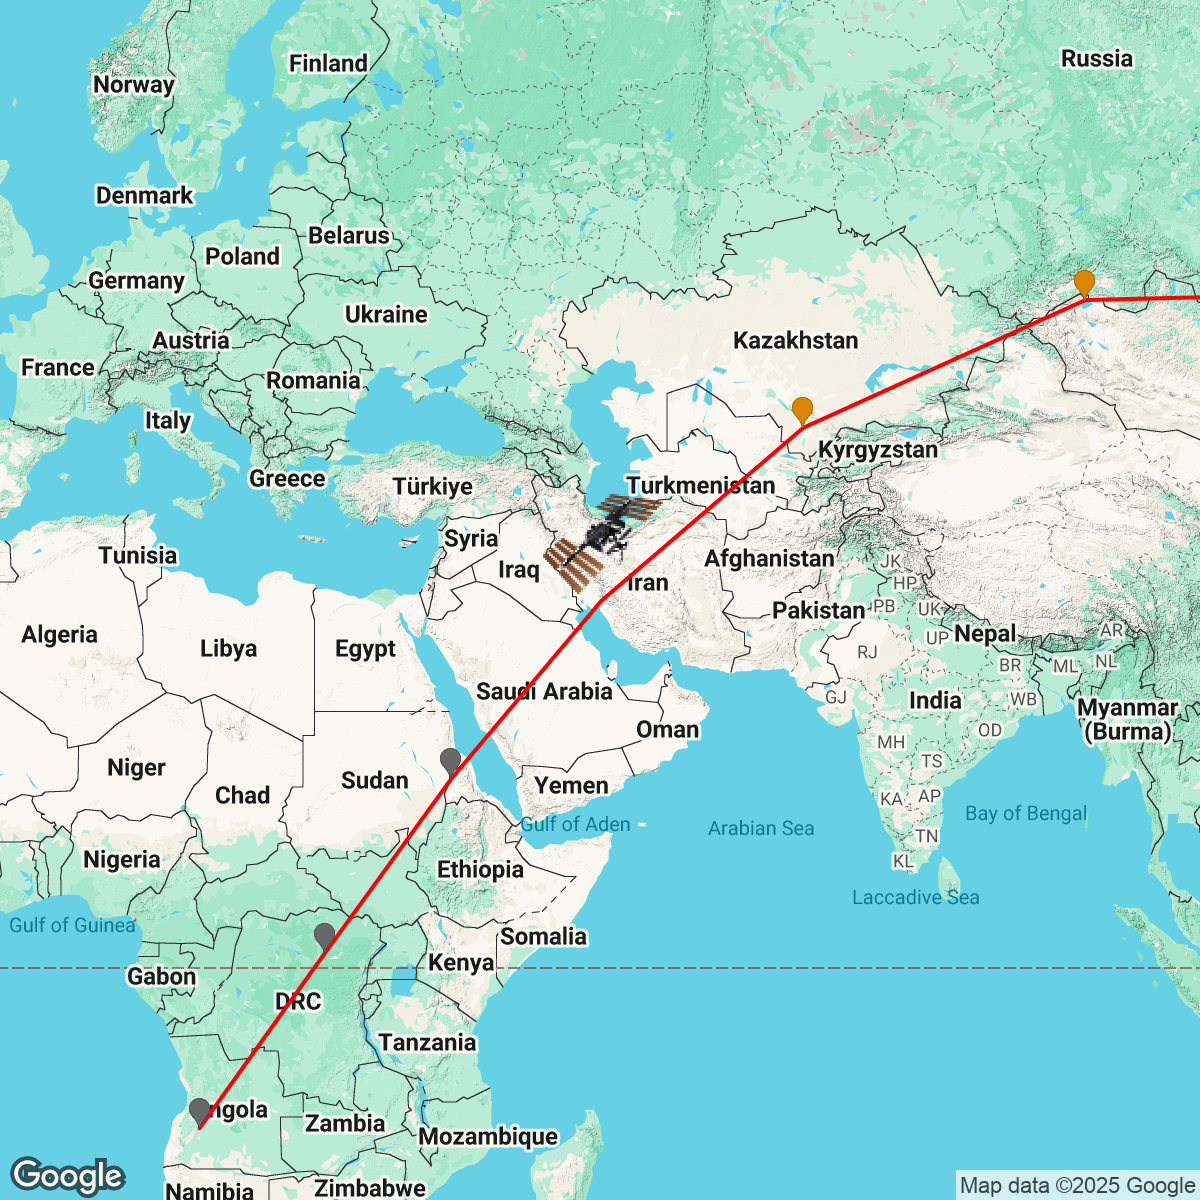 Finland
Russia
Norway
Denmark
Belarus
Poland
Germany
Ukraine
Austria
Kazakhstan
France
Romania
Italy
Kyrgyzstan
Greece
Türkiye
Turkmenistan
Syria
Tunisia
Afghanistan
JK
Iraq
Iran
HP
PB
UK
Pakistan
Algeria
Libya
Egypt
UP
Nepal
AR
RJ
BR
ML
NL
Saudi Arabia
GJ
India
WB
Myanmar
(Burma)
Oman
OD
MH
Niger
Sudan
TS
Chad
Yemen
KA
AP
Gulf of Aden
Arabian Sea
Bay of Bengal
TN
Nigeria
Ethiopia
KL
Laccadive Sea
Gulf of Guinea
Somalia
Gabon
Kenya
DRC
Tanzania
ngola
Zambia
Mozambique
Google
Namibia
Zimbabwe
Map data ©2025 Google